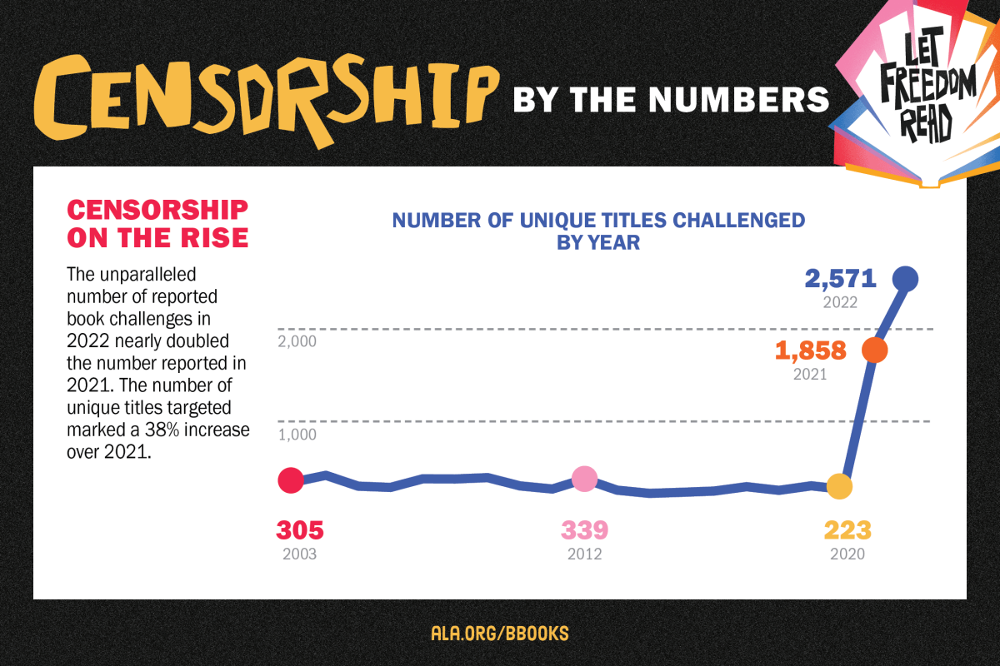 CENSORSHIP BY THE NUMBERS
LET
FREEDOM
READ
CENSORSHIP
ON THE RISE
The unparalleled
number of reported
book challenges in
2022 nearly doubled
the number reported in
2021. The number of
unique titles targeted
marked a 38% increase
over 2021.
NUMBER OF UNIQUE TITLES CHALLENGED
BY YEAR
2,571
2022
2,000
1,858
2021
1,000
305
2003
339
2012
223
2020
ALA.ORG/BBOOKS